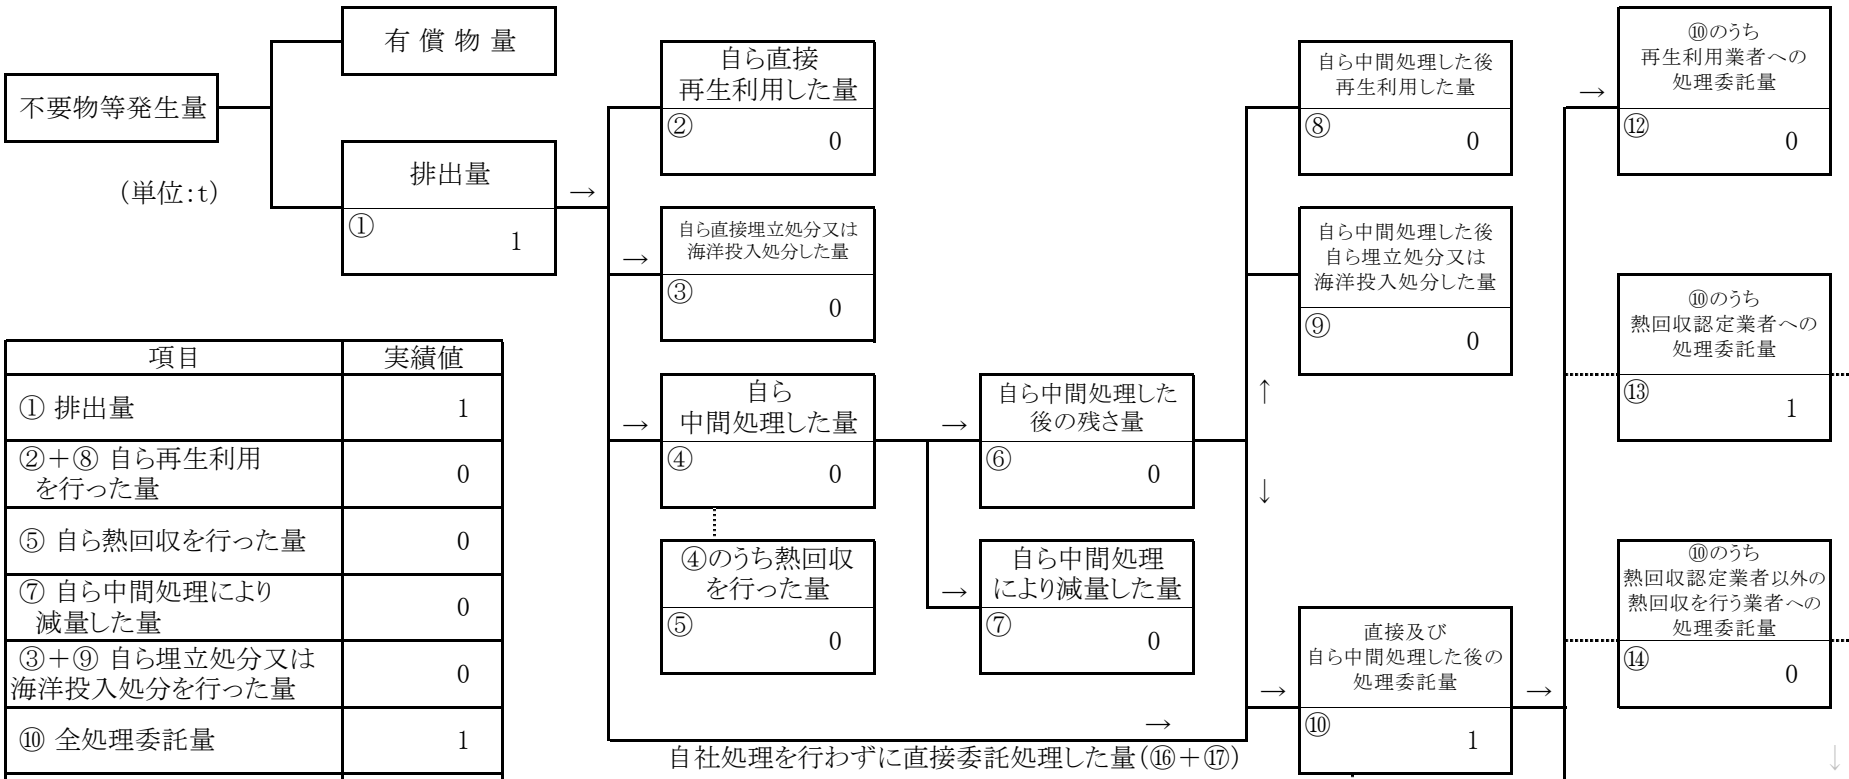 不要物等発生量
(単位:t)
有償物量
排出量
①
1
→
自ら直接
再生利用した量
②
0
→
自ら直接埋立処分又は
海洋投入処分した量
③
0
→
自ら
中間処理した量
④
0
④のうち熱回収
を行った量
⑤
0
→
自ら中間処理した
後の残さ量
⑥
0
→
自ら中間処理
により減量した量
⑦
0
→
自社処理を行わずに直接委託処理した量(⑯+⑰)
自ら中間処理した後
再生利用した量
⑧
0
自ら中間処理した後
自ら埋立処分又は
海洋投入処分した量
⑨
0
↑
↓
→
直接及び
自ら中間処理した後の
処理委託量
⑩
1
→
→
⑩のうち
再生利用業者への
処理委託量
⑫
0
⑩のうち
熱回収認定業者への
処理委託量
⑬
1
⑩のうち
熱回収認定業者以外の
熱回収を行う業者への
処理委託量
⑭
0
↓
項目 実績値
① 排出量 1
②+⑧ 自ら再生利用
を行った量 0
⑤ 自ら熱回収を行った量 0
⑦ 自ら中間処理により
減量した量 0
③+⑨ 自ら埋立処分又は
海洋投入処分を行った量 0
⑩ 全処理委託量 1